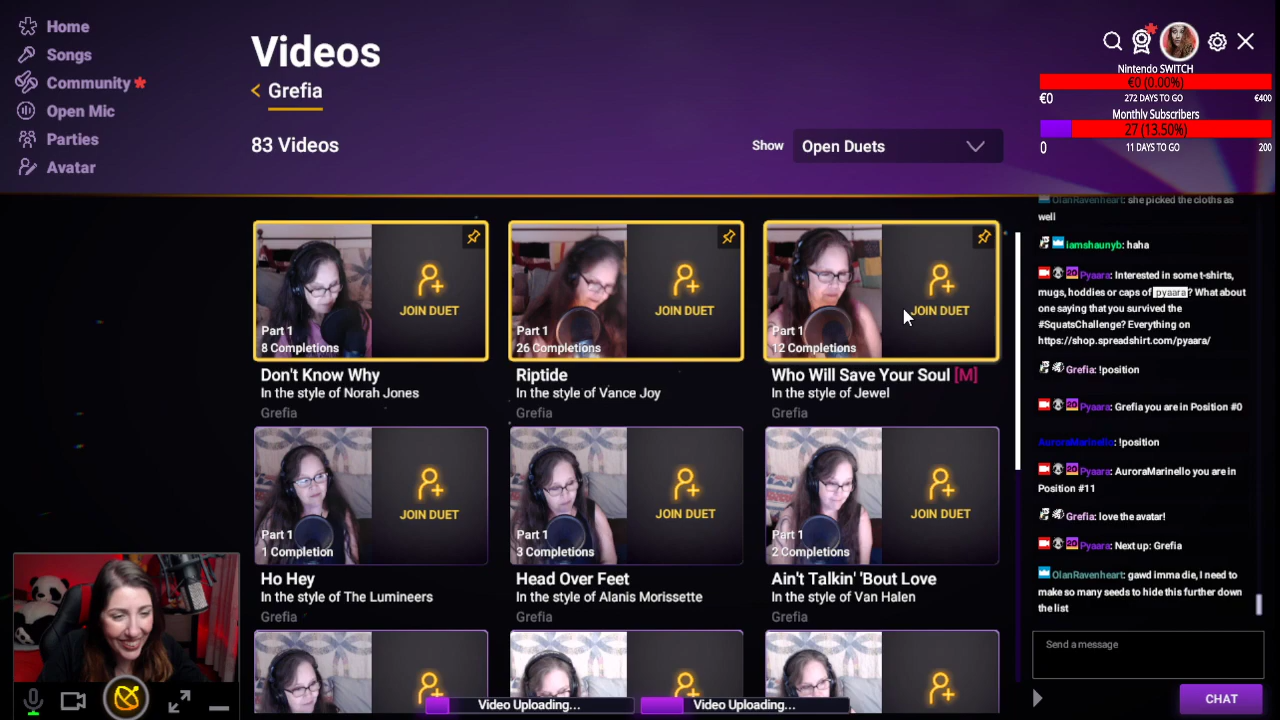 Home
Songs
Community *
Open Mic
Parties
Avatar
Videos
< Grefia
83 Videos
Show
Open Duets
Nintendo SWITCH
€0 (0.00%)
€0 272 DAYS TO GO €400
Monthly Subscribers
27 (13.50%)
0 11 DAYS TO GO 200
JOIN DUET
Part 1
8 Completions
Don't Know Why
In the style of Norah Jones
Grefia
JOIN DUET
Part 1
26 Completions
Riptide
In the style of Vance Joy
Grefia
JOIN DUET
Part 1
12 Completions
Who Will Save Your Soul [M]
In the style of Jewel
Grefia
JOIN DUET
Part 1
1 Completion
Ho Hey
In the style of The Lumineers
Grefia
JOIN DUET
Part 1
3 Completions
Head Over Feet
In the style of Alanis Morissette
Grefia
JOIN DUET
Part 1
2 Completions
Ain't Talkin' 'Bout Love
In the style of Van Halen
Grefia
Video Uploading...
Video Uploading...
OlanRavenheart: she picked the cloths as
well
iamshaunyb: haha
20 Pyaara: Interested in some t-shirts,
mugs, hoddies or caps of pyaara? What about
one saying that you survived the
#SquatsChallenge? Everything on
https://shop.spreadshirt.com/pyaara/
Grefia: !position
20 Pyaara: Grefia you are in Position #0
AuroraMarinello: !position
20 Pyaara: AuroraMarinello you are in
Position #11
Grefia: love the avatar!
20 Pyaara: Next up: Grefia
OlanRavenheart: gawd imma die, I need to
make so many seeds to hide this further down
the list
Send a message
CHAT